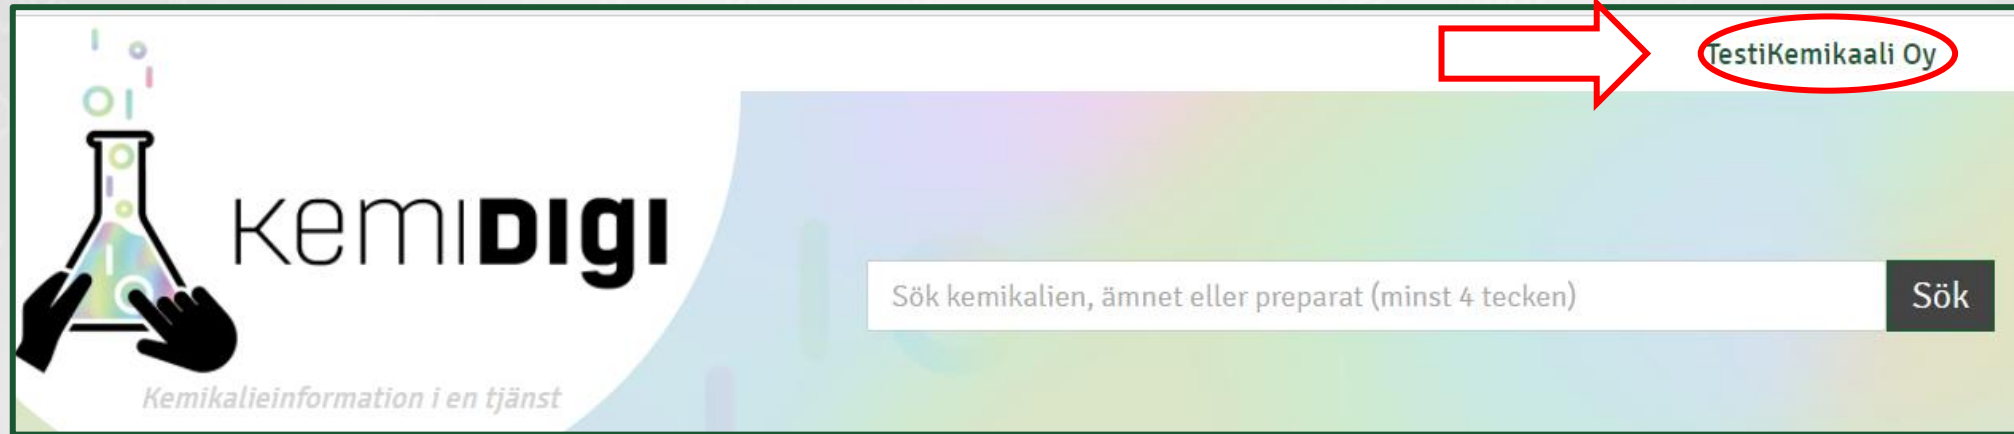 TestiKemikaali Oy
KemiDIGI
Sök kemikalien, ämnet eller preparat (minst 4 tecken)
Sök
Kemikalieinformation i en tjänst